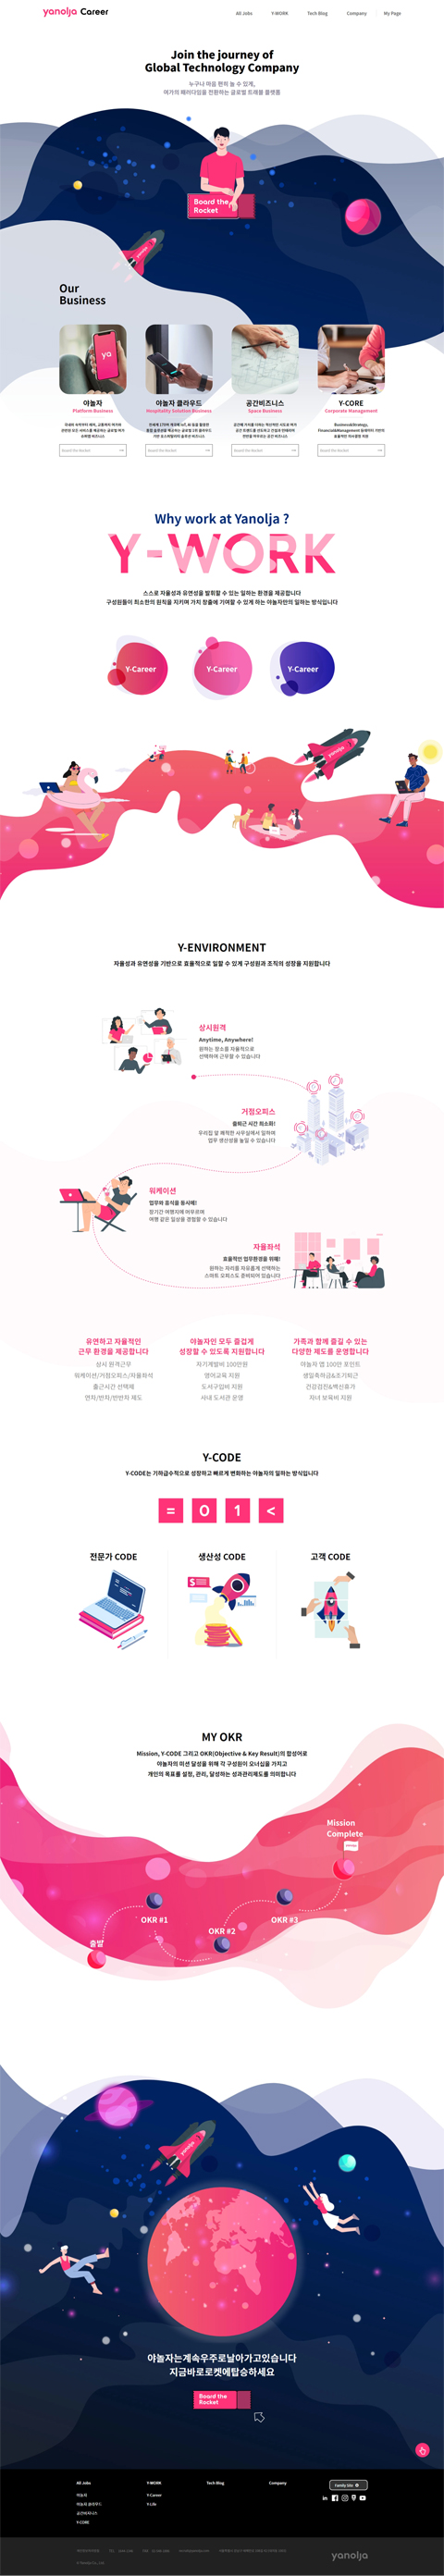 yanolja Career
All Jobs
Y-WORK
Tech Blog
Company
My Page
Join the journey of
Global Technology Company
누구나 마음 편히 놀 수 있게,
여가의 패러다임을 전환하는 글로벌 트래블 플랫폼
Board the
Rocket
yanolja
Our
Business
ya
야놀자
Platform Business
야놀자 클라우드
Hospitality Solution Business
공간비즈니스
Space Business
Y-CORE
Corporate Management
Board the Rocket
Board the Rocket
Board the Rocket
Board the Rocket
Why work at Yanolja ?
Y-WORK
스스로 자율성과 유연성을 발휘할 수 있는 일하는 환경을 제공합니다
구성원들이 최소한의 원칙을 지키며 가치 창출에 기여할 수 있게 하는 야놀자만의 일하는 방식입니다
Y-Career
Y-Career
Y-Career
yanolja
Y-ENVIRONMENT
자율성과 유연성을 기반으로 효율적으로 일할 수 있게 구성원과 조직의 성장을 지원합니다
상시원격
Anytime, Anywhere!
원하는 장소를 자율적으로
선택하여 근무할 수 있습니다
거점오피스
출퇴근 시간 최소화!
우리집 앞 쾌적한 사무실에서 일하며
업무 생산성을 높일 수 있습니다
워케이션
업무와 휴식을 동시에!
장기간 여행지에 머무르며
여행 같은 일상을 경험할 수 있습니다
자율좌석
효율적인 업무환경을 위해!
원하는 자리를 자유롭게 선택하는
스마트 오피스도 준비되어 있습니다
유연하고 자율적인
근무 환경을 제공합니다
상시 원격근무
워케이션/거점오피스/자율좌석
출근시간 선택제
연차/반차/반반차 제도
야놀자인 모두 즐겁게
성장할 수 있도록 지원합니다
자기계발비 100만원
영어교육 지원
도서구입비 지원
사내 도서관 운영
가족과 함께 즐길 수 있는
다양한 제도를 운영합니다
야놀자 앱 100만 포인트
생일축하금&조기퇴근
건강검진&백신휴가
자녀 보육비 지원
Y-CODE
Y-CODE는 기하급수적으로 성장하고 빠르게 변화하는 야놀자의 일하는 방식입니다
= 0 1 <
전문가 CODE
생산성 CODE
고객 CODE
MY OKR
Mission, Y-CODE 그리고 OKR(Objective & Key Result)의 합성어로
야놀자의 미션 달성을 위해 각 구성원이 오너십을 가지고
개인의 목표를 설정, 관리, 달성하는 성과관리제도를 의미합니다
Mission
Complete
OKR #1
OKR #2
OKR #3
출발
yanolja
야놀자는계속우주로날아가고있습니다
지금바로로켓에탑승하세요
Board the
Rocket
All Jobs
야놀자
야놀자 클라우드
공간비즈니스
Y-CORE
Y-WORK
Y-Career
Y-Life
Tech Blog
Company
Family Site
yanolja